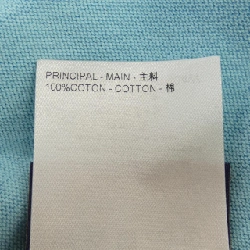 PRINCIPAL - MAIN - 主料
100%COTON - COTTON - 棉